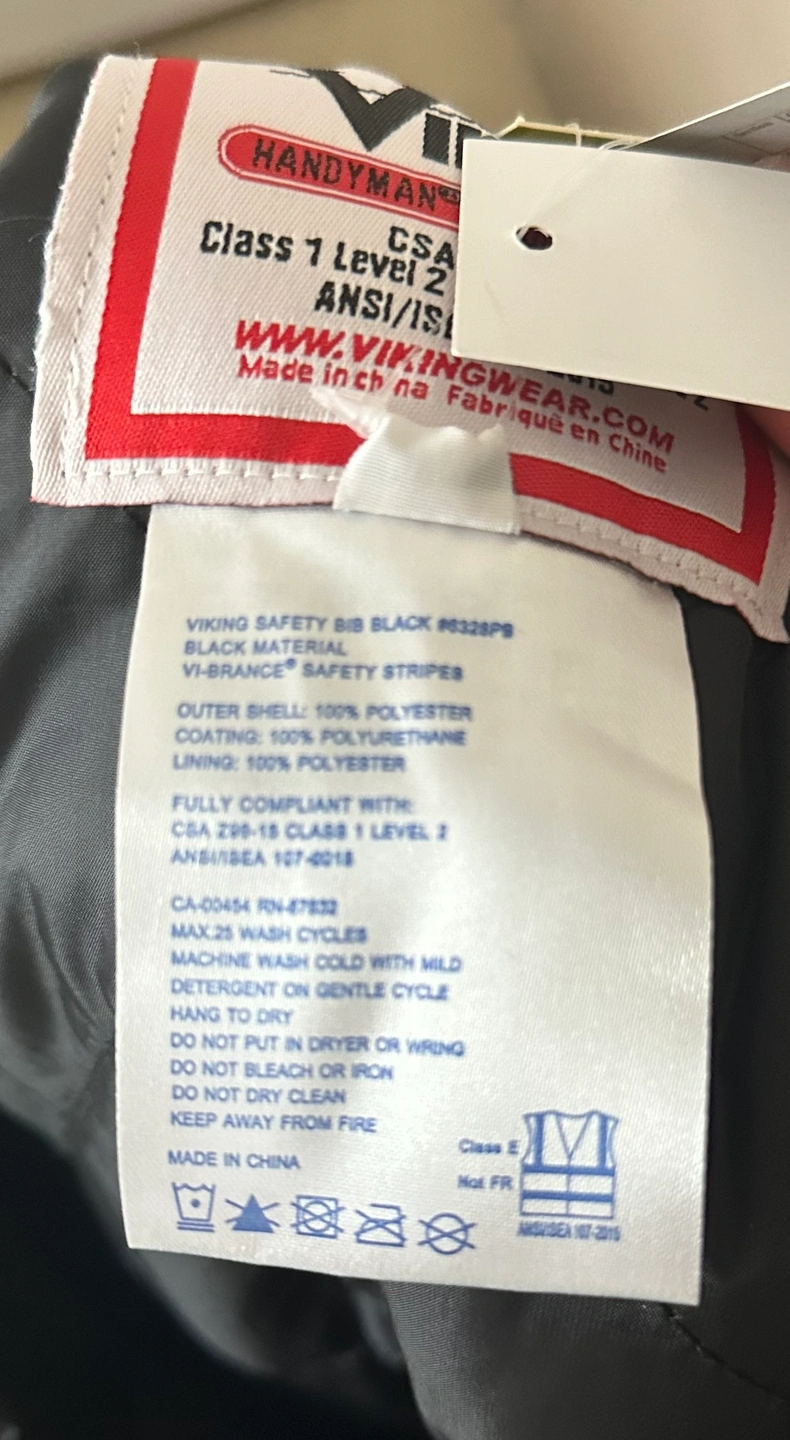 HANDYMAN
CSA
Class 1 Level 2
ANSI/IS
WWW.VIKINGWEAR.COM
Made in china Fabriquè en Chine
VIKING SAFETY BIB BLACK #6328PB
BLACK MATERIAL
VI-BRANCE® SAFETY STRIPES
OUTER SHELL: 100% POLYESTER
COATING: 100% POLYURETHANE
LINING: 100% POLYESTER
FULLY COMPLIANT WITH:
CSA Z96-15 CLASS 1 LEVEL 2
ANSI/ISEA
MAX.25 WASH CYCLES
MACHINE WASH COLD WITH MILD
DETERGENT ON GENTLE CYCLE
HANG TO DRY
DO NOT PUT IN DRYER OR WRING
DO NOT BLEACH OR IRON
DO NOT DRY CLEAN
KEEP AWAY FROM FIRE
MADE IN CHINA
Class E
Not FR
ANSI/ISEA 107-2015